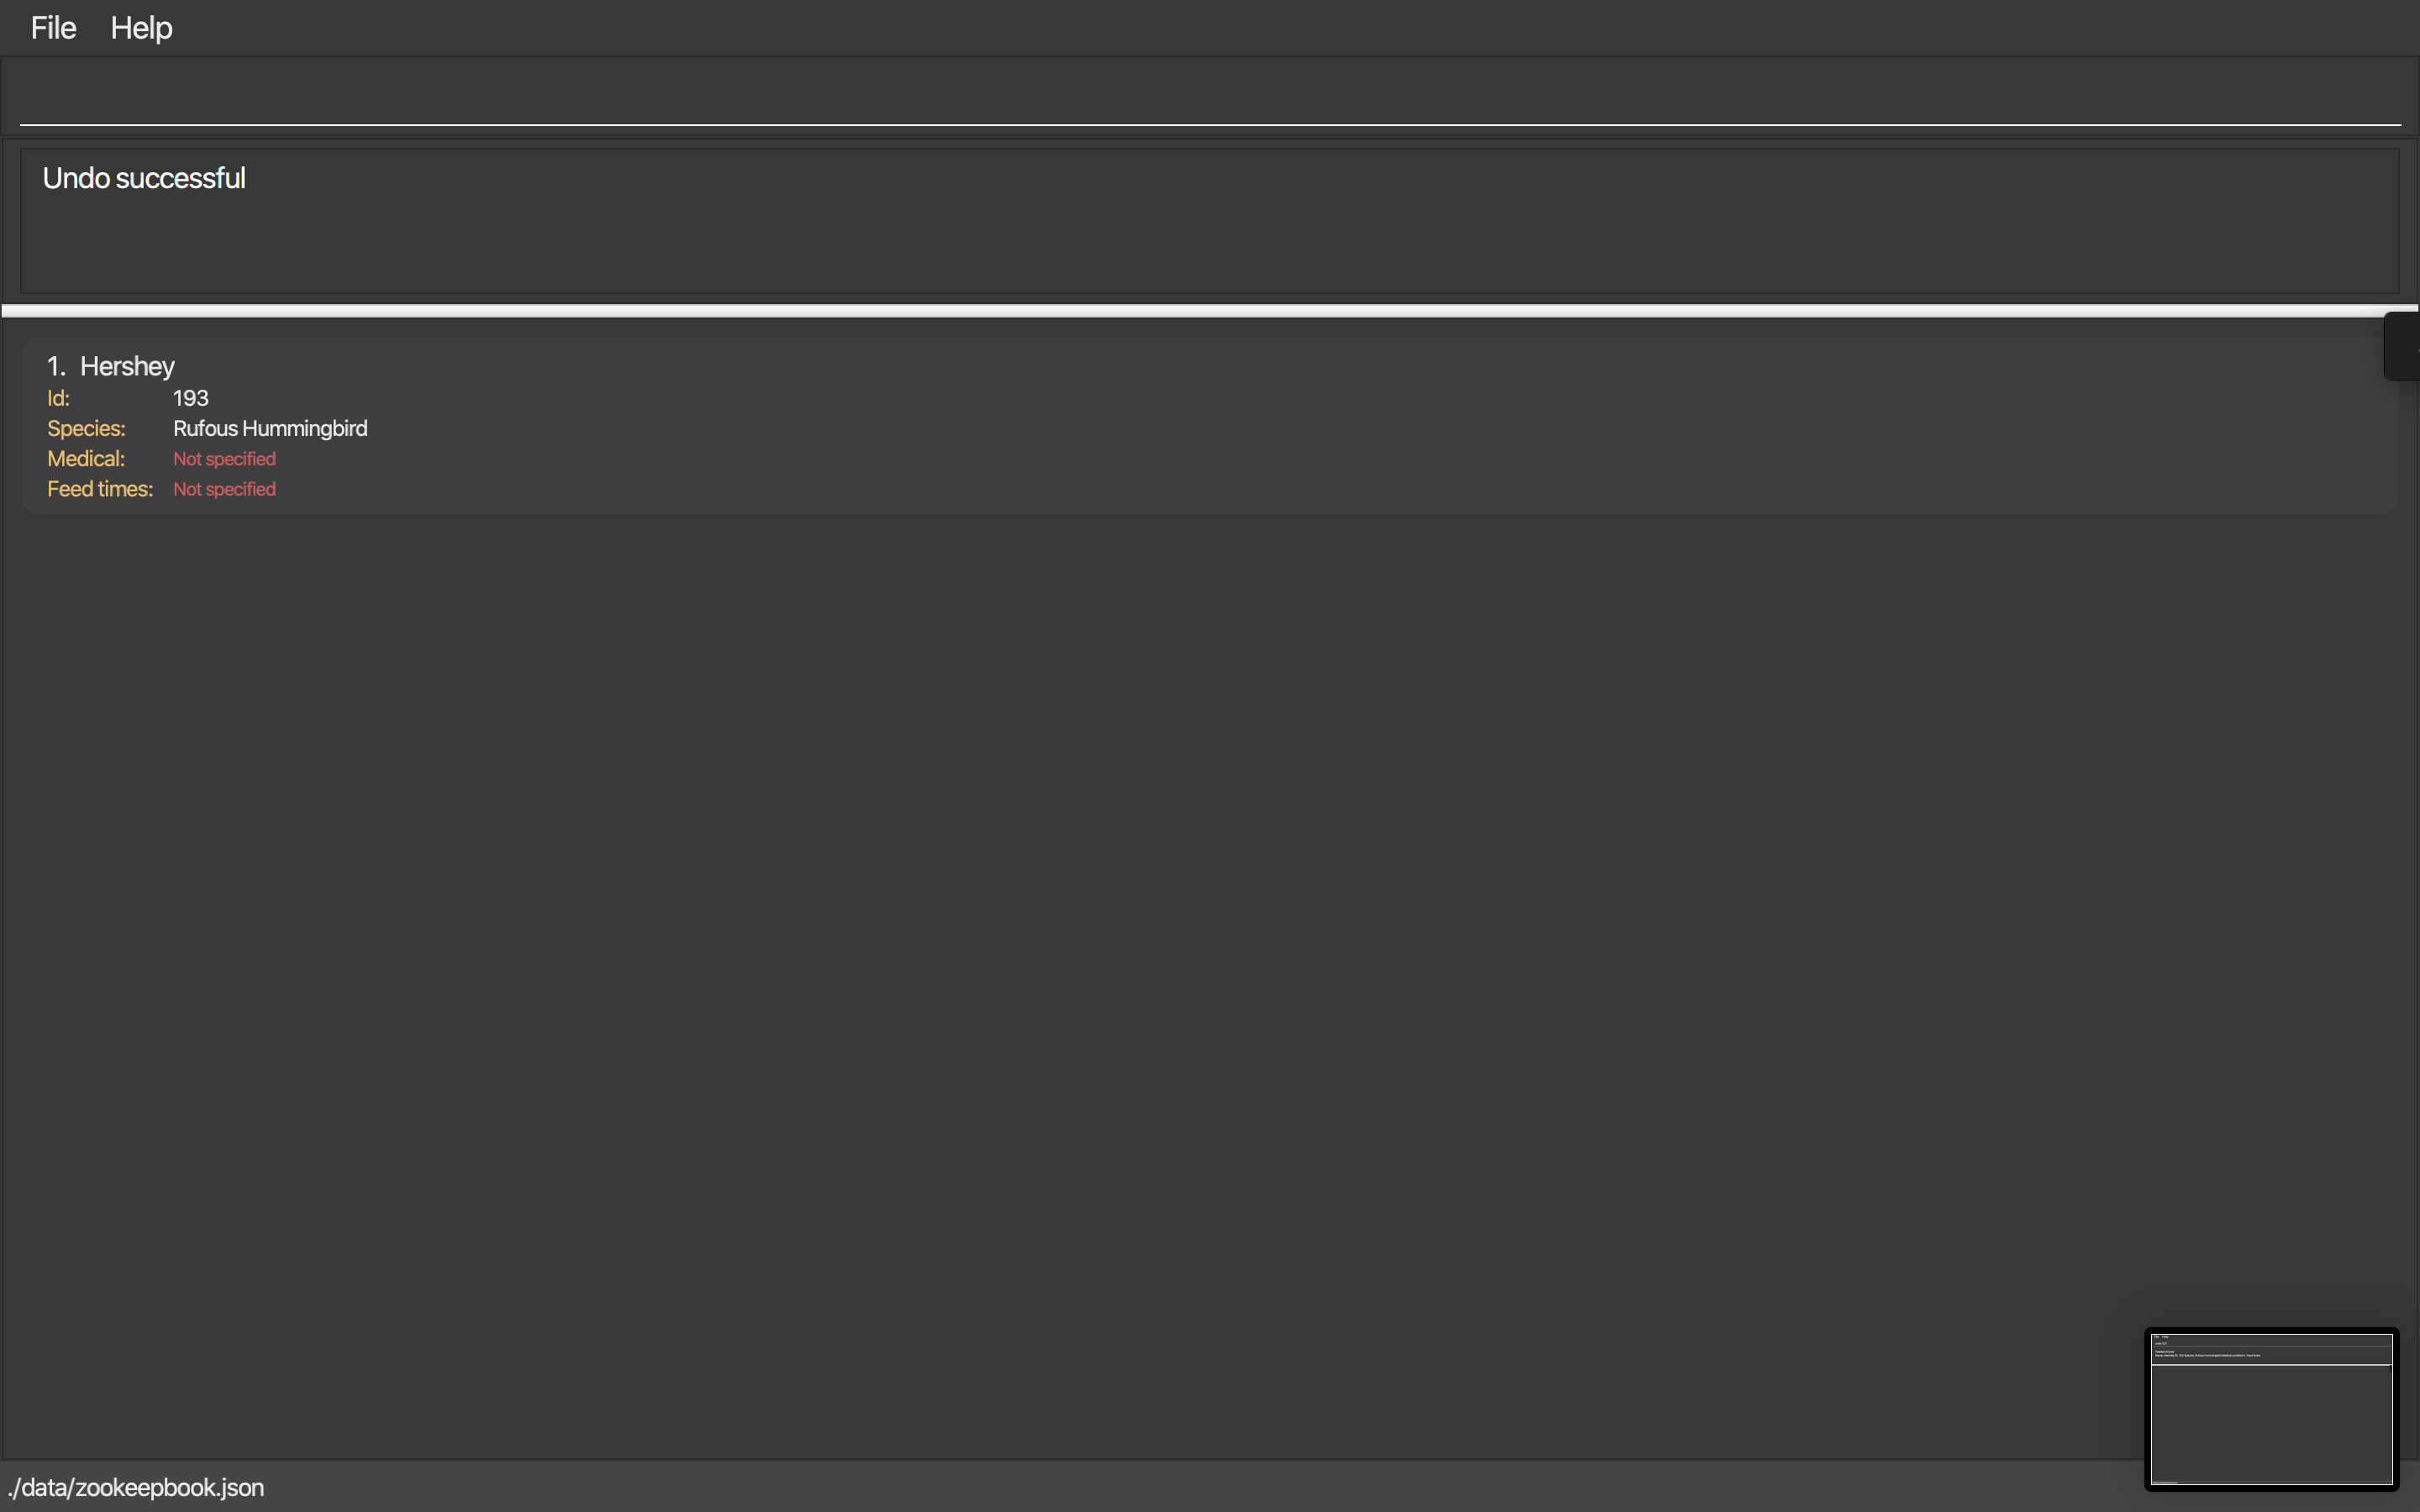 File Help
Undo successful
1. Hershey
Id: 193
Species: Rufous Hummingbird
Medical: Not specified
Feed times: Not specified
./data/zookeepbook.json